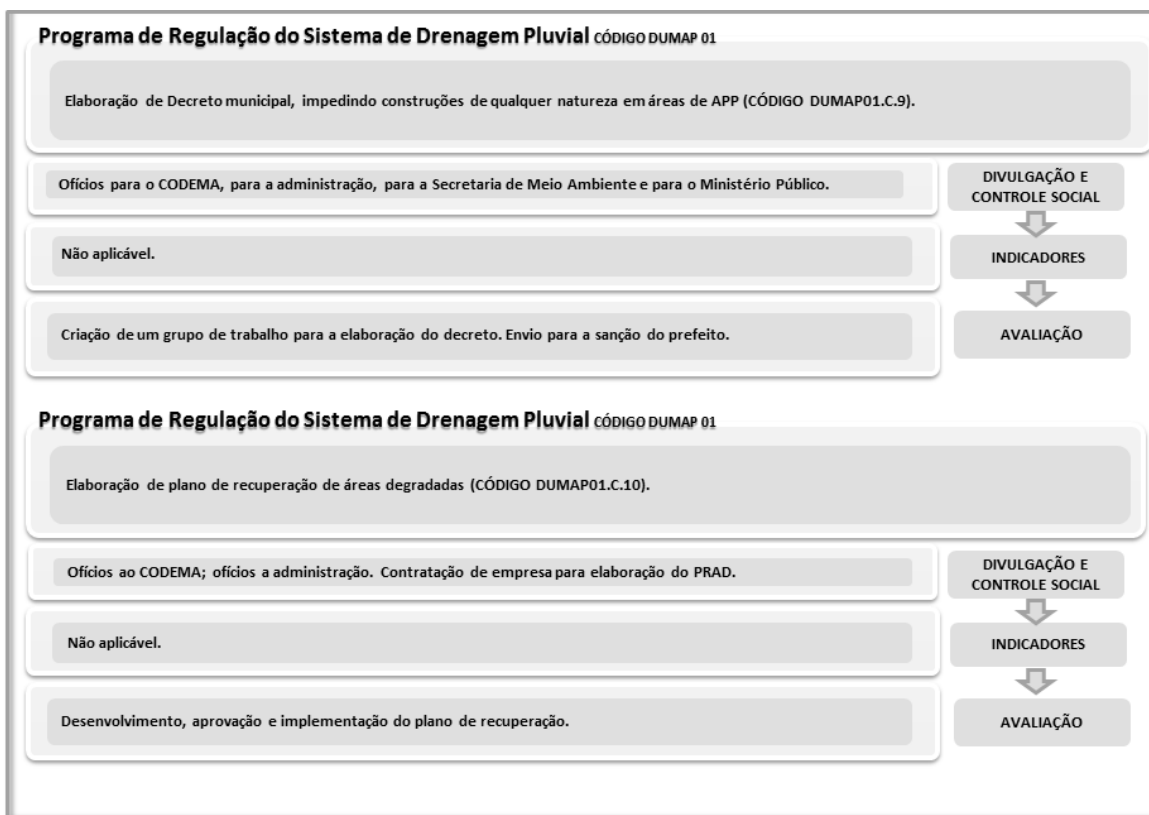 Programa de Regulação do Sistema de Drenagem Pluvial CÓDIGO DUMAP 01
Elaboração de Decreto municipal, impedindo construções de qualquer natureza em áreas de APP (CÓDIGO DUMAP01.C.9).
Ofícios para o CODEMA, para a administração, para a Secretaria de Meio Ambiente e para o Ministério Público.
DIVULGAÇÃO E
CONTROLE SOCIAL
Não aplicável.
INDICADORES
Criação de um grupo de trabalho para a elaboração do decreto. Envio para a sanção do prefeito.
AVALIAÇÃO
Programa de Regulação do Sistema de Drenagem Pluvial CÓDIGO DUMAP 01
Elaboração de plano de recuperação de áreas degradadas (CÓDIGO DUMAP01.C.10).
Ofícios ao CODEMA; ofícios a administração. Contratação de empresa para elaboração do PRAD.
DIVULGAÇÃO E
CONTROLE SOCIAL
Não aplicável.
INDICADORES
Desenvolvimento, aprovação e implementação do plano de recuperação.
AVALIAÇÃO